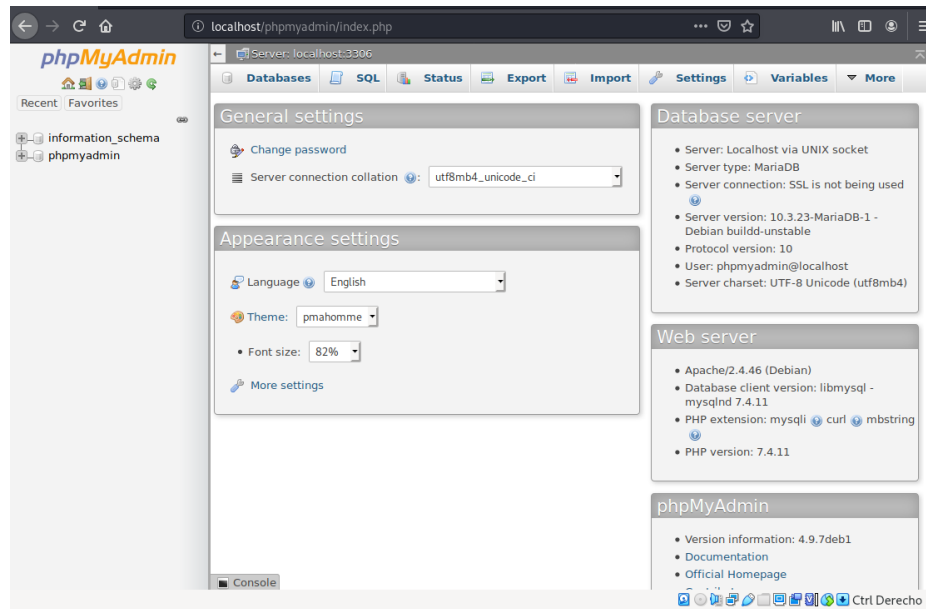 localhost/phpmyadmin/index.php
phpMyAdmin
Recent Favorites
information_schema
phpmyadmin
Server: localhost:3306
Databases SQL Status Export Import Settings Variables More
General settings
Change password
Server connection collation : utf8mb4_unicode_ci
Appearance settings
Language English
Theme: pmahomme
• Font size: 82%
More settings
Console
Database server
• Server: Localhost via UNIX socket
• Server type: MariaDB
• Server connection: SSL is not being used
• Server version: 10.3.23-MariaDB-1 -
Debian buildd-unstable
• Protocol version: 10
• User: phpmyadmin@localhost
• Server charset: UTF-8 Unicode (utf8mb4)
Web server
• Apache/2.4.46 (Debian)
• Database client version: libmysql -
mysqlnd 7.4.11
• PHP extension: mysqli curl mbstring
• PHP version: 7.4.11
phpMyAdmin
• Version information: 4.9.7deb1
• Documentation
• Official Homepage
Ctrl Derecho